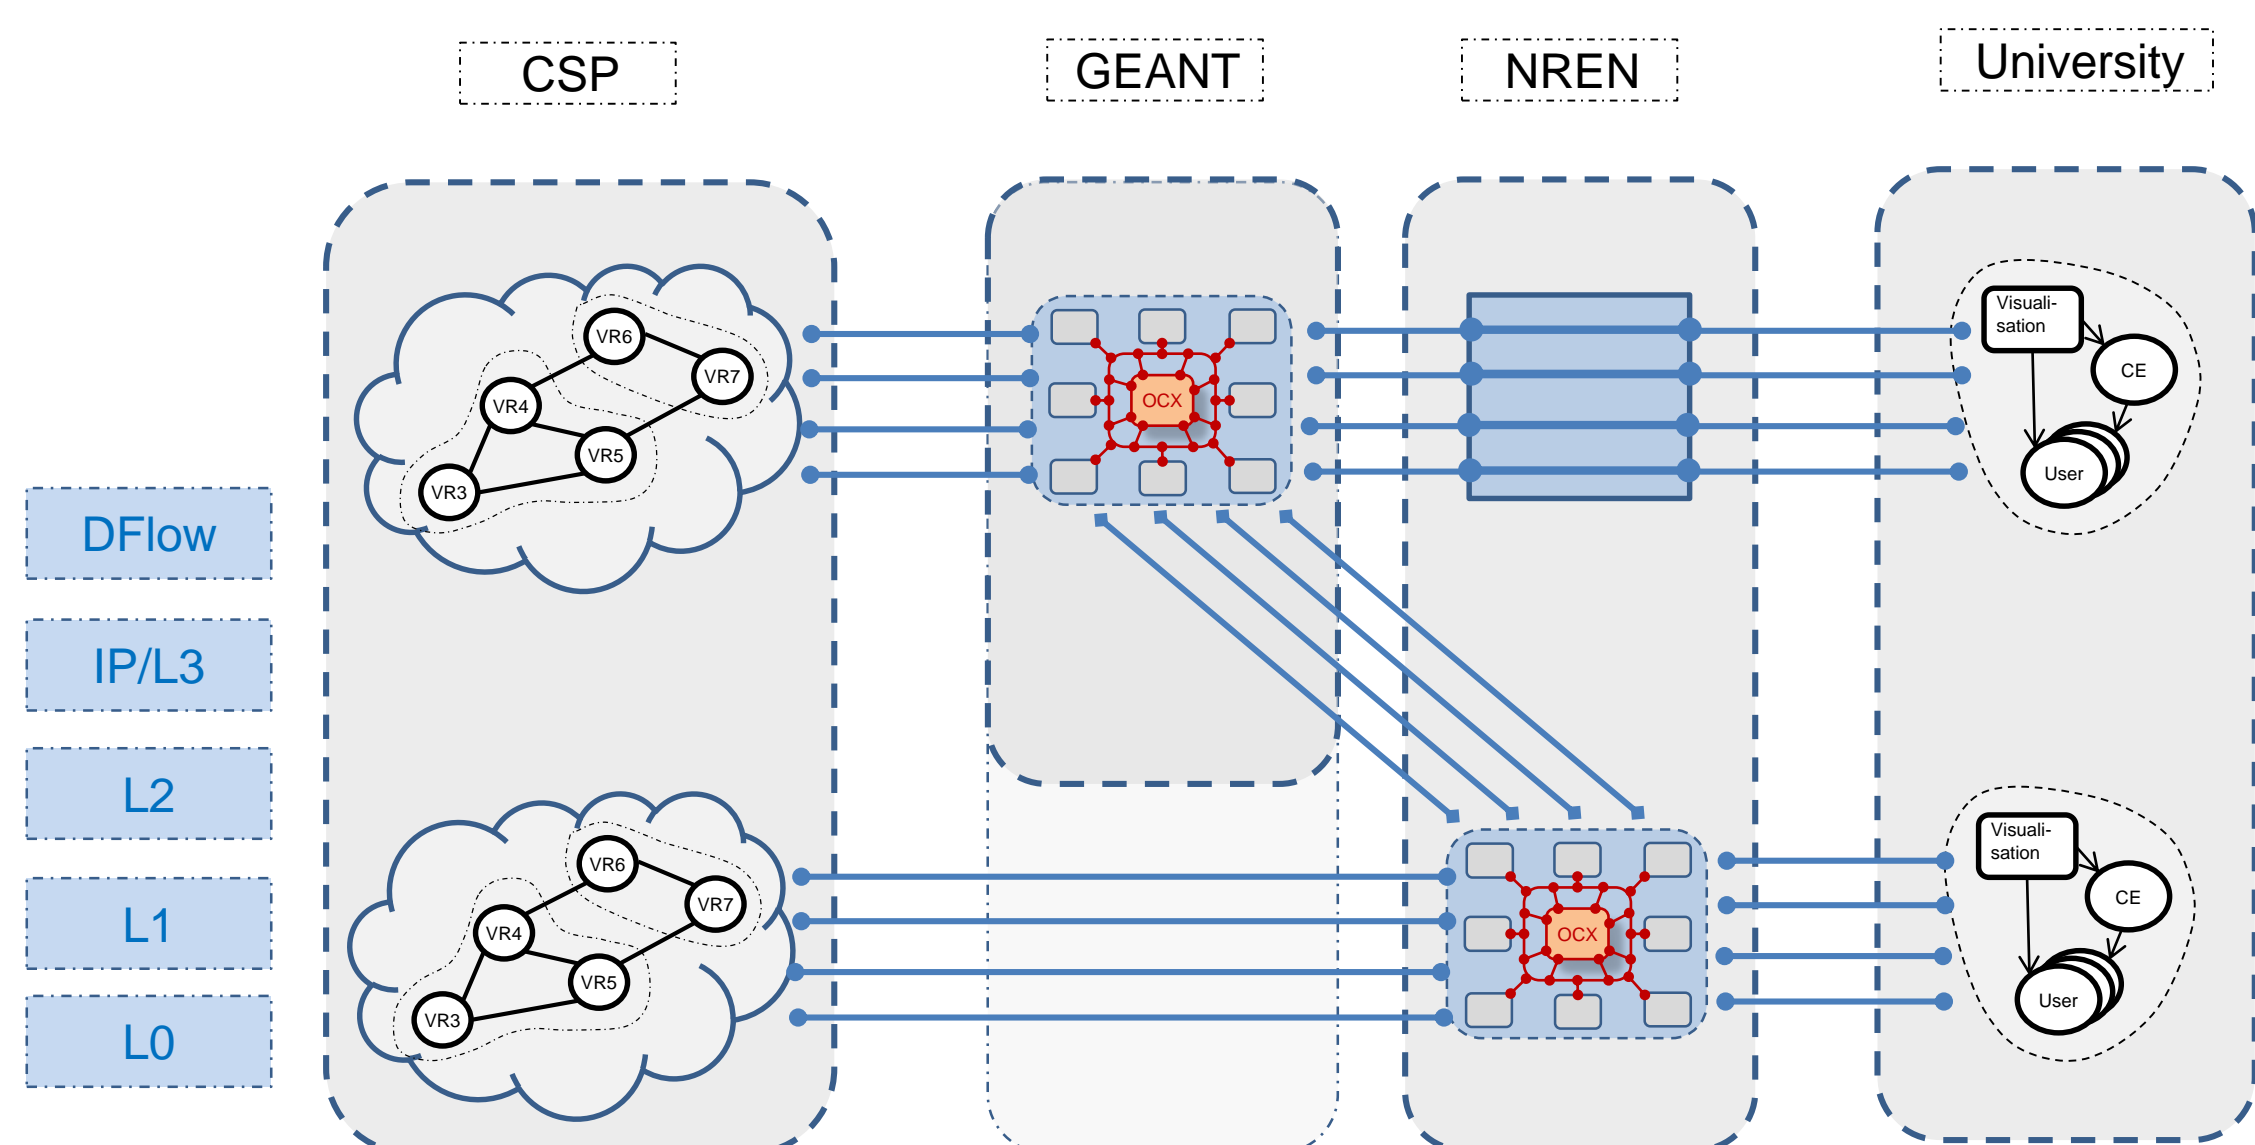 CSP
GEANT
NREN
University
DFlow
IP/L3
L2
L1
L0
VR6
VR7
VR4
VR5
VR3
OCX
Visuali-
sation
CE
User
VR6
VR7
VR4
VR5
VR3
OCX
Visuali-
sation
CE
User